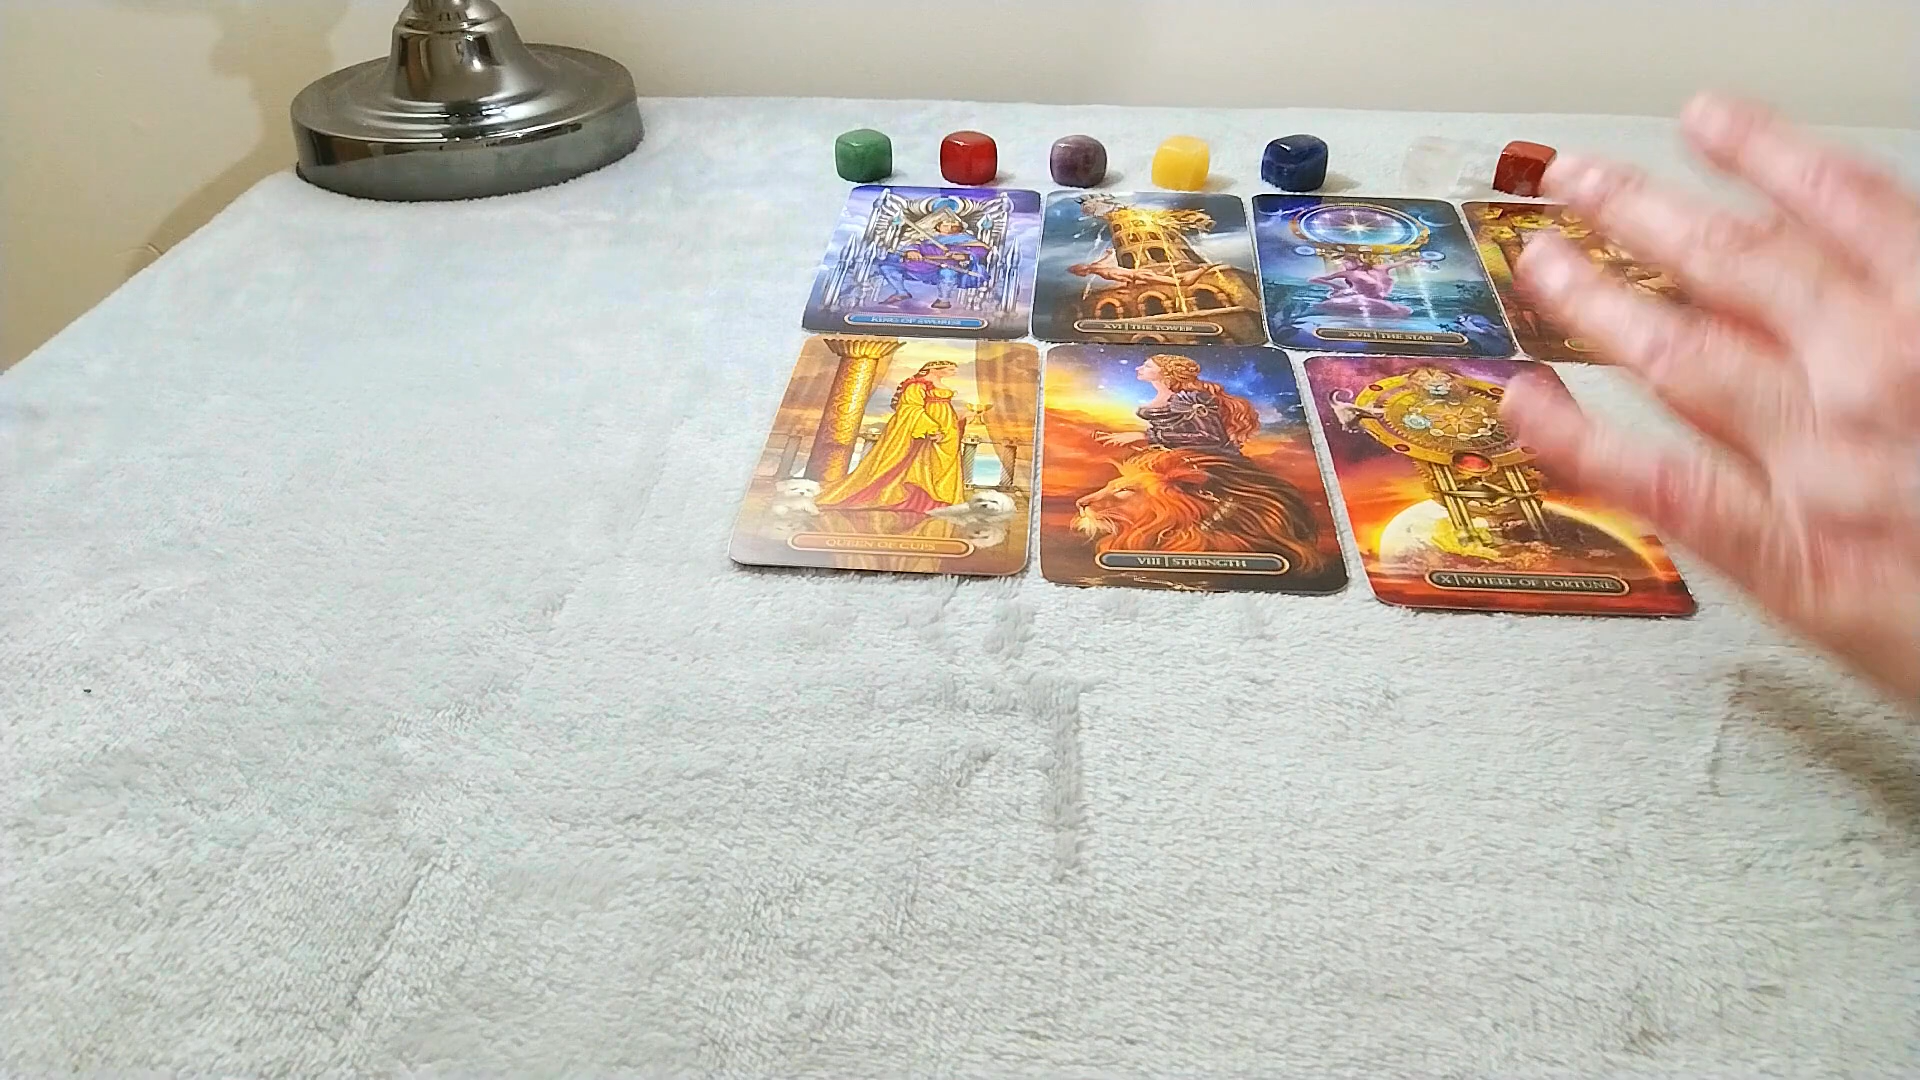 KING OF SWORDS
XVI | THE TOWER
XVII | THE STAR
QUEEN OF CUPS
VIII | STRENGTH
X | WHEEL OF FORTUNE